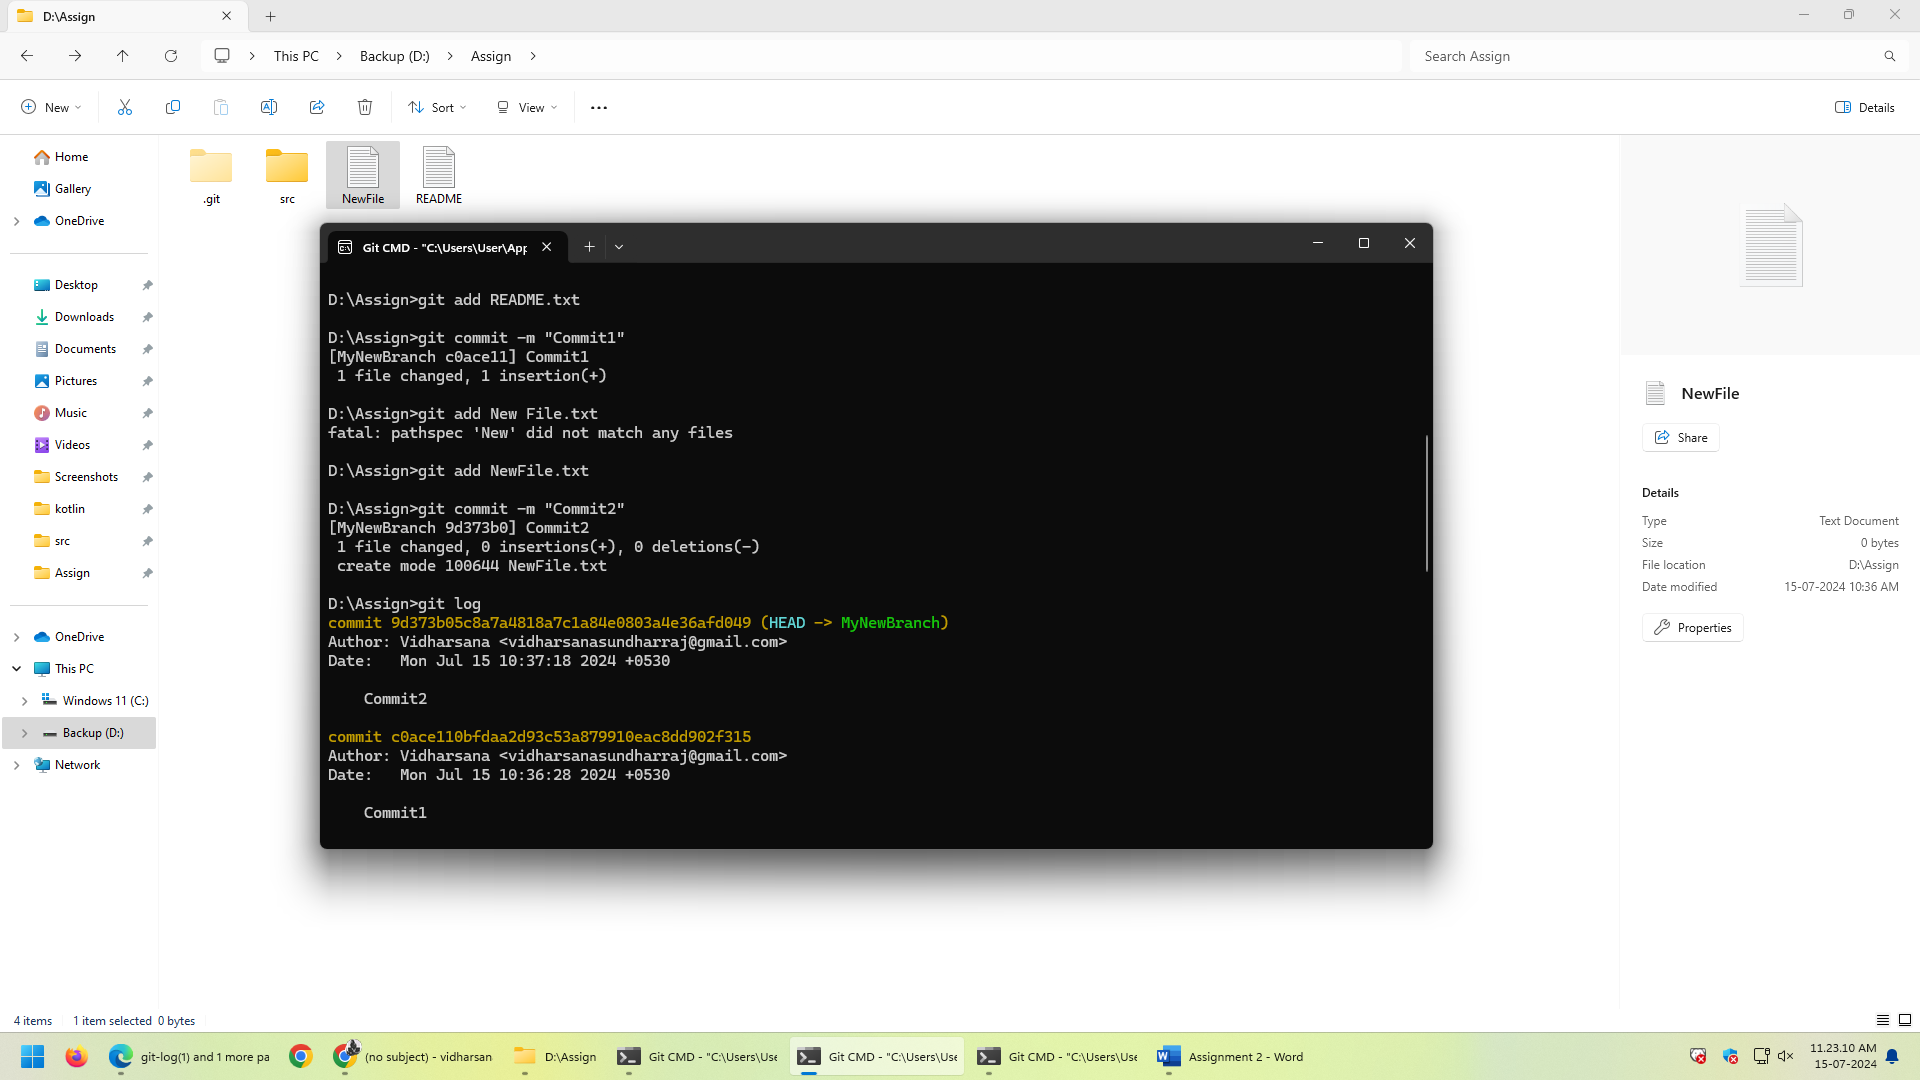 D:\Assign
This PC
Backup (D:)
Assign
Search Assign
New
Sort
View
Details
Home
Gallery
OneDrive
Desktop
Downloads
Documents
Pictures
Music
Videos
Screenshots
kotlin
src
Assign
OneDrive
This PC
Windows 11 (C:)
Backup (D:)
Network
.git
src
NewFile
README
Git CMD - "C:\Users\User\App
D:\Assign>git add README.txt
D:\Assign>git commit -m "Commit1"
[MyNewBranch c0ace11] Commit1
1 file changed, 1 insertion(+)
D:\Assign>git add New File.txt
fatal: pathspec 'New' did not match any files
D:\Assign>git add NewFile.txt
D:\Assign>git commit -m "Commit2"
[MyNewBranch 9d373b0] Commit2
1 file changed, 0 insertions(+), 0 deletions(-)
create mode 100644 NewFile.txt
D:\Assign>git log
commit 9d373b05c8a7a4818a7c1a84e0803a4e36afd049 (HEAD -> MyNewBranch)
Author: Vidharsana <vidharsanasundharraj@gmail.com>
Date:   Mon Jul 15 10:37:18 2024 +0530
Commit2
commit c0ace110bfdaa2d93c53a879910eac8dd902f315
Author: Vidharsana <vidharsanasundharraj@gmail.com>
Date:   Mon Jul 15 10:36:28 2024 +0530
Commit1
NewFile
Share
Details
Type Text Document
Size 0 bytes
File location D:\Assign
Date modified 15-07-2024 10:36 AM
Properties
4 items
1 item selected 0 bytes
git-log(1) and 1 more pa
(no subject) - vidharsan
D:\Assign
Git CMD - "C:\Users\Use
Git CMD - "C:\Users\Use
Git CMD - "C:\Users\Use
Assignment 2 - Word
11.23.10 AM
15-07-2024